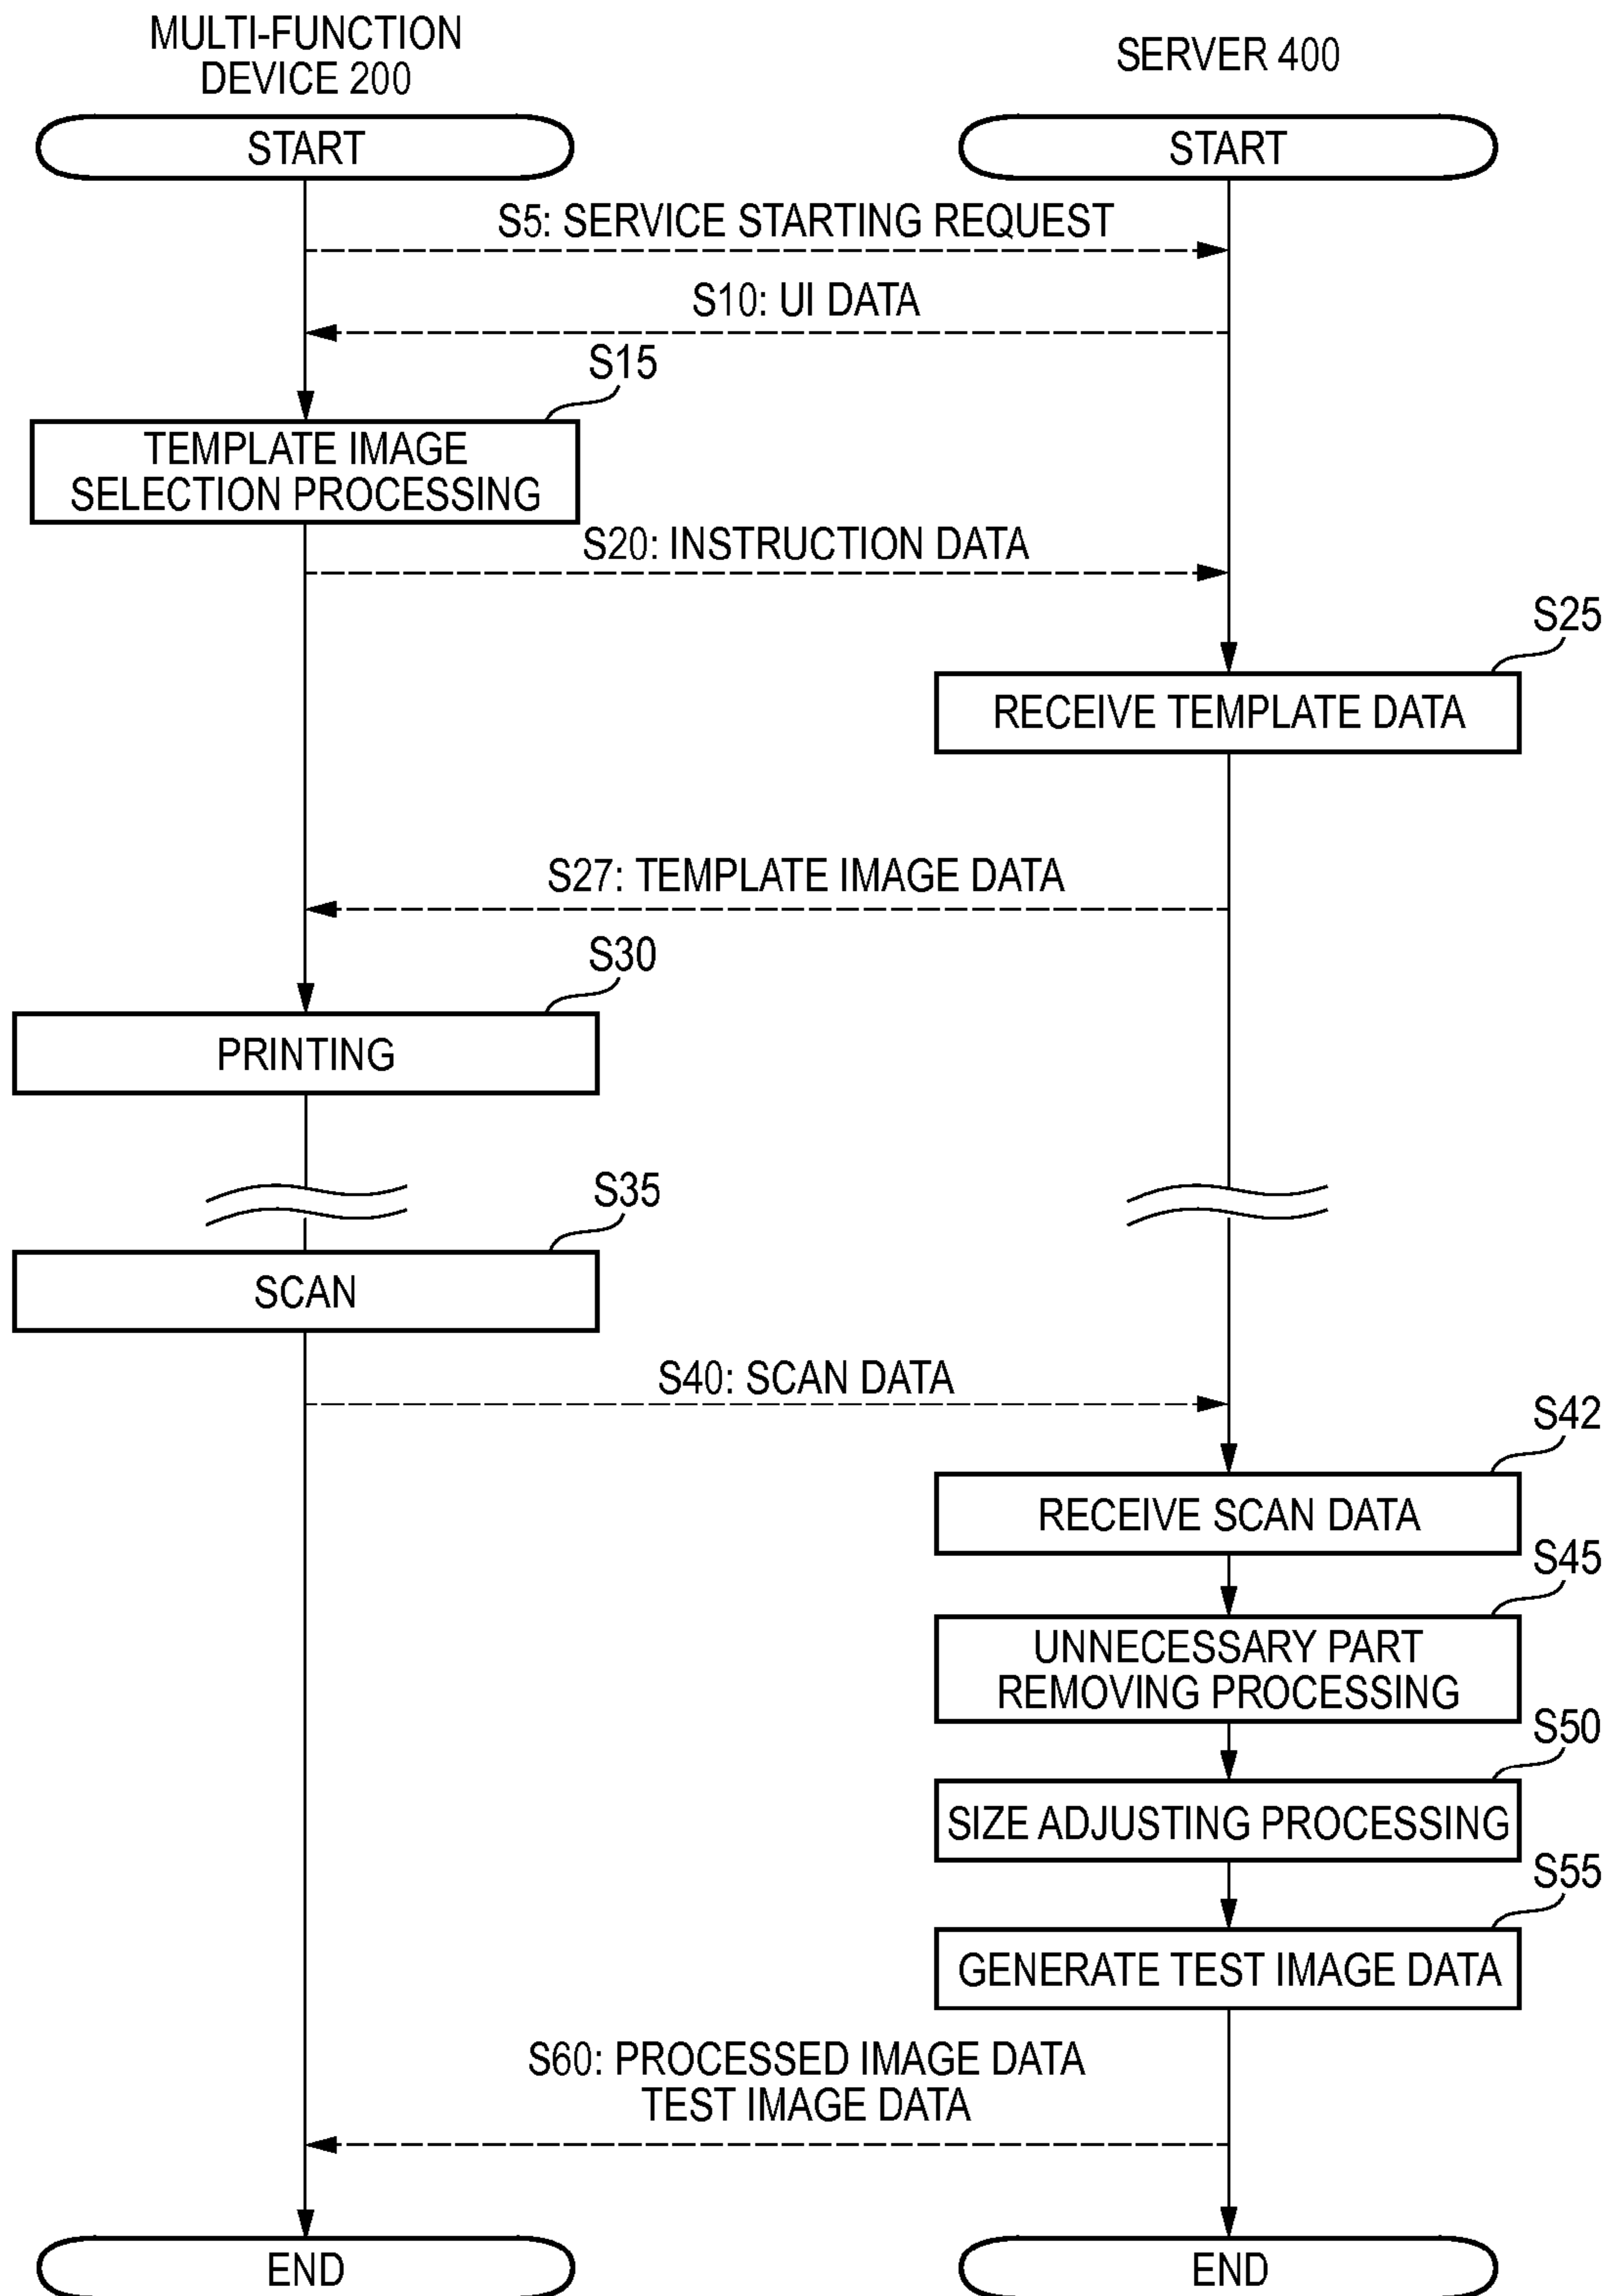 MULTI-FUNCTION
DEVICE 200
SERVER 400
START
START
S5: SERVICE STARTING REQUEST
S10: UI DATA
S15
TEMPLATE IMAGE
SELECTION PROCESSING
S20: INSTRUCTION DATA
S25
RECEIVE TEMPLATE DATA
S27: TEMPLATE IMAGE DATA
S30
PRINTING
S35
SCAN
S40: SCAN DATA
S42
RECEIVE SCAN DATA
S45
UNNECESSARY PART
REMOVING PROCESSING
S50
SIZE ADJUSTING PROCESSING
S55
GENERATE TEST IMAGE DATA
S60: PROCESSED IMAGE DATA
TEST IMAGE DATA
END
END